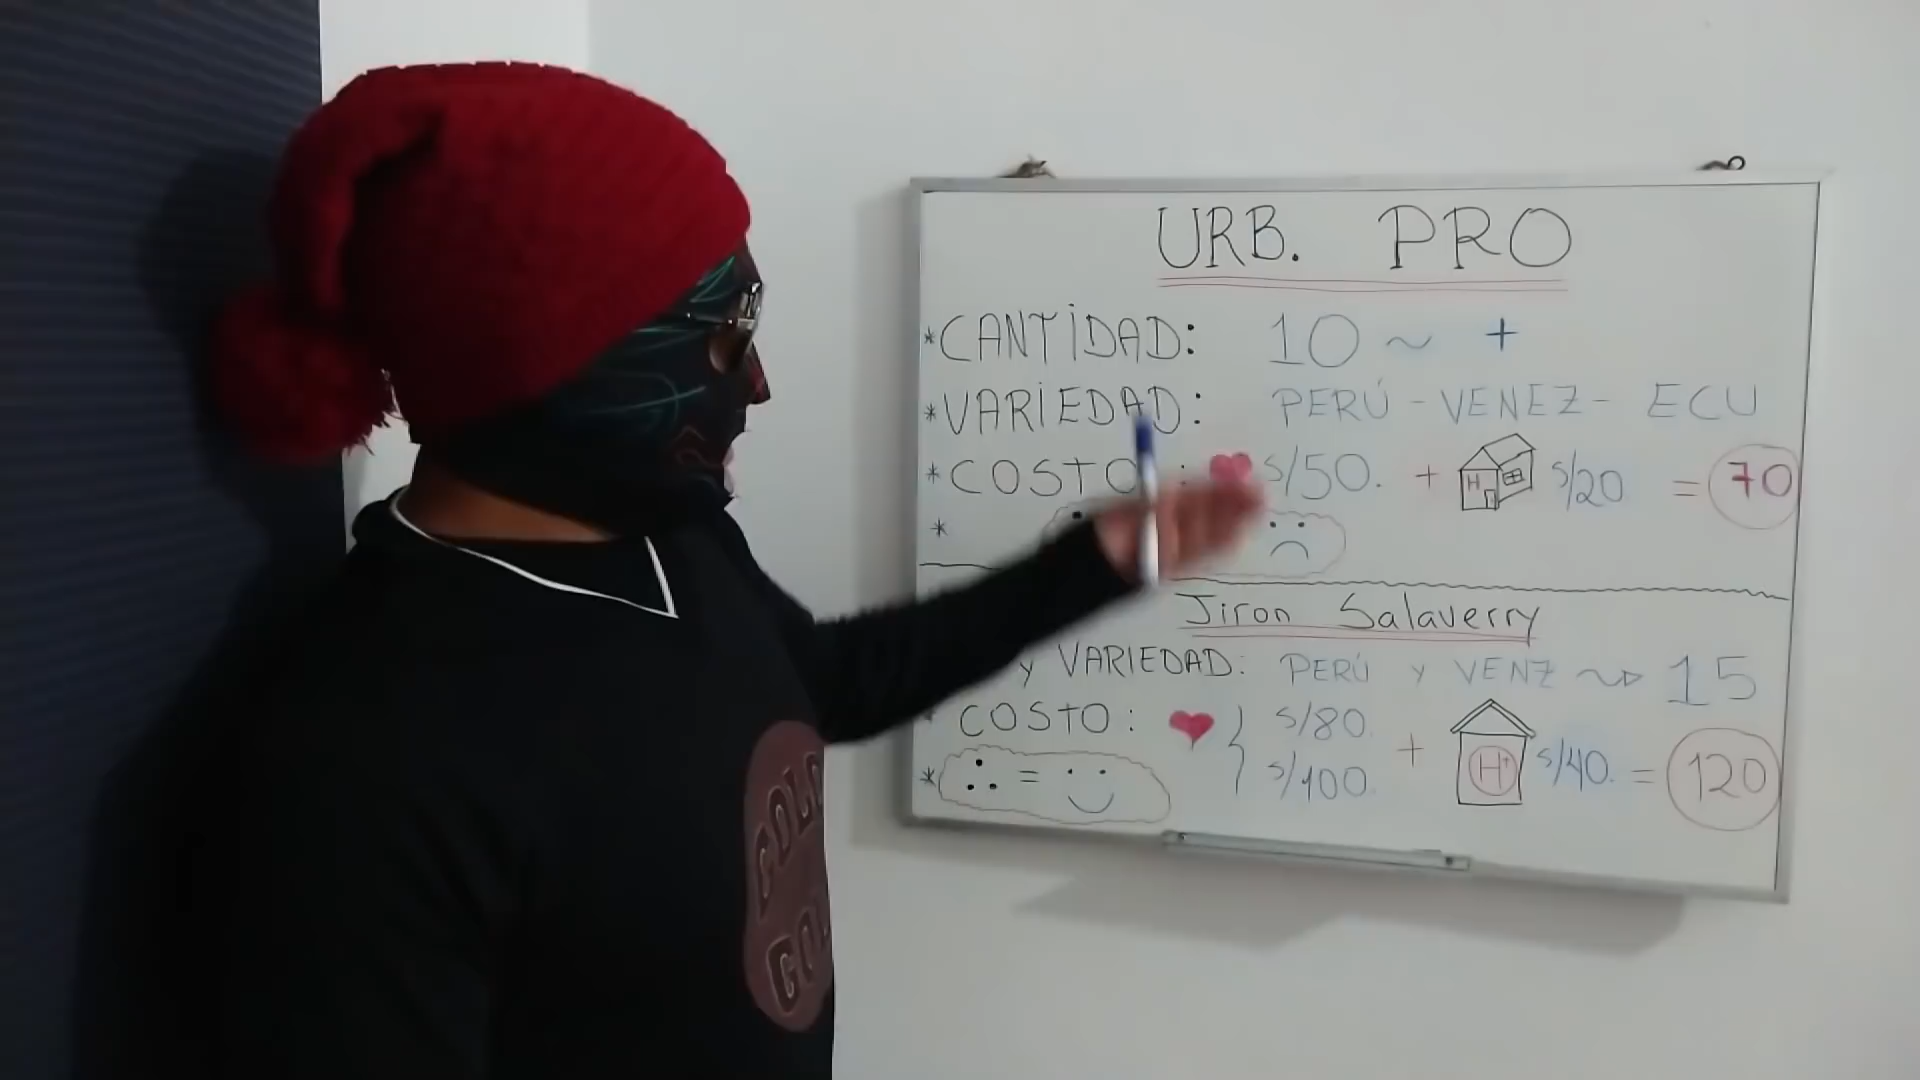 URB. PRO
*CANTIDAD: 10 ~ +
*VARIEDAD: PERÚ - VENEZ - ECU
*COSTO : S/50. + H S/20 = 70
*
Jiron Salaverry
y VARIEDAD: PERÚ y VENZ 15
* COSTO: S/80. S/100. + H S/40. = 120
* =